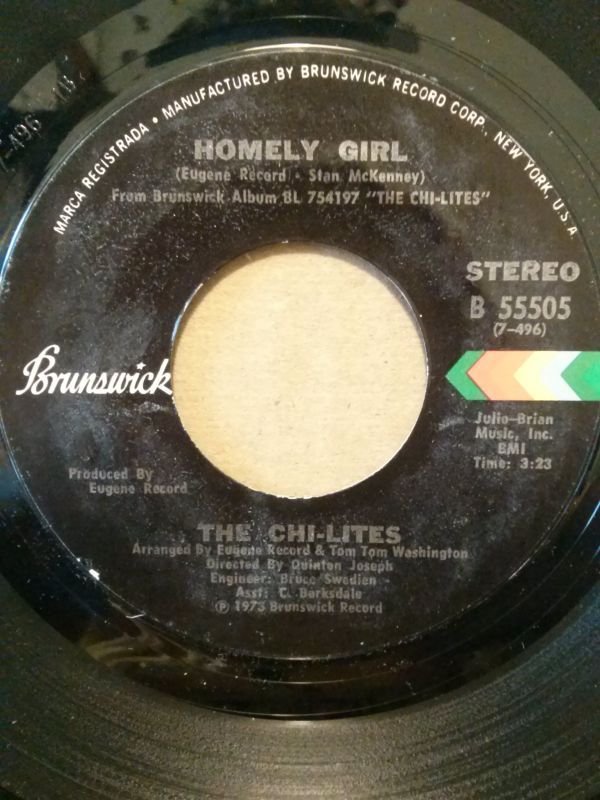 MARCA REGISTRADA • MANUFACTURED BY BRUNSWICK RECORD CORP., NEW YORK, U.S.A
HOMELY GIRL
(Eugene Record - Stan McKenney)
From Brunswick Album BL 754197 "THE CHI-LITES"
STEREO
B 55505
(7-496)
Brunswick
Julio-Brian
Music, Inc.
BMI
Time: 3:23
Produced By
Eugene Record
THE CHI-LITES
Arranged By Eugene Record & Tom Tom Washington
Directed By Quinton Joseph
Engineer: Bruce Swedien -
Asst: C. Barksdale
℗ 1973 Brunswick Record